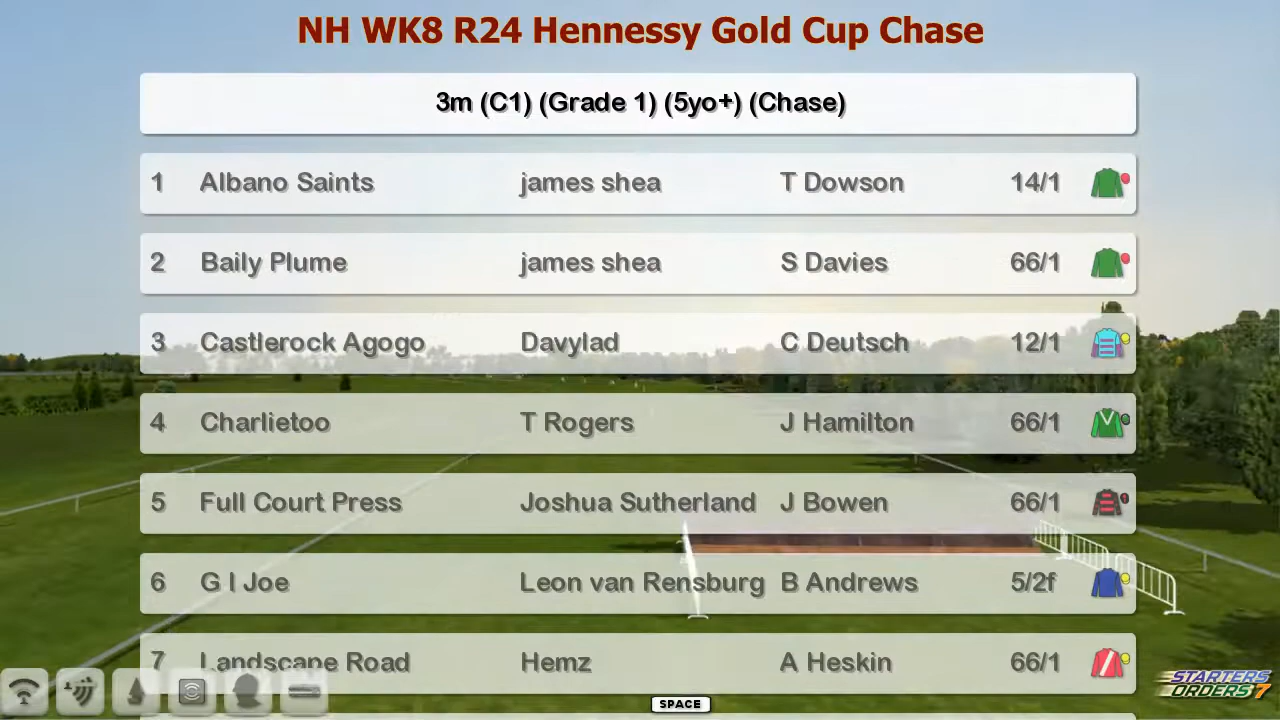 NH WK8 R24 Hennessy Gold Cup Chase
3m (C1) (Grade 1) (5yo+) (Chase)
1 Albano Saints james shea T Dowson 14/1
2 Baily Plume james shea S Davies 66/1
3 Castlerock Agogo Davylad C Deutsch 12/1
4 Charlietoo T Rogers J Hamilton 66/1
5 Full Court Press Joshua Sutherland J Bowen 66/1
6 G I Joe Leon van Rensburg B Andrews 5/2f
7 Landscape Road Hemz A Heskin 66/1
SPACE
STARTERS
ORDERS 7